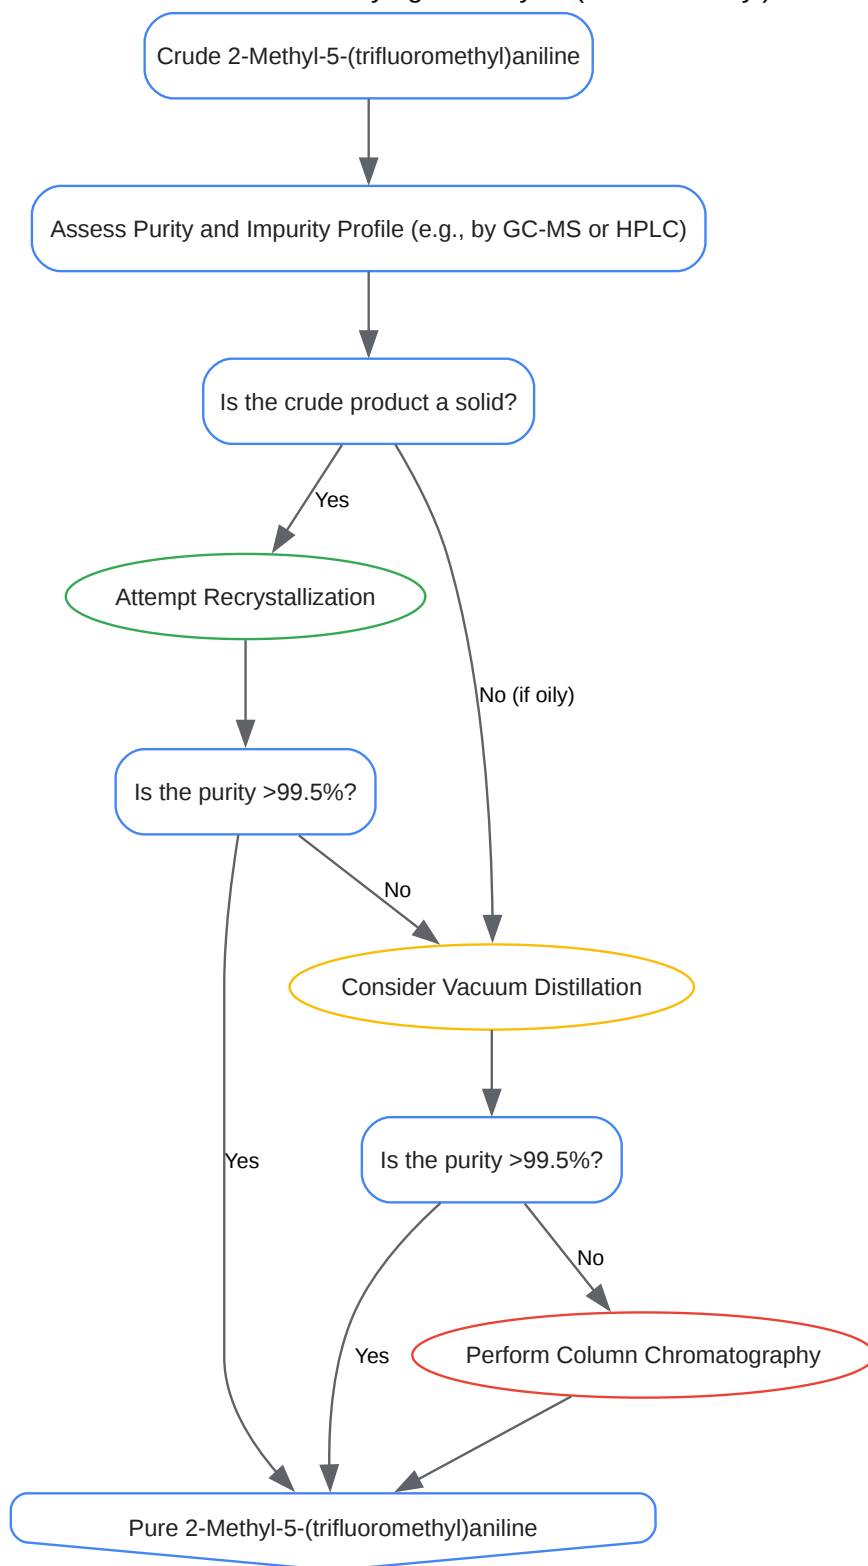 Crude 2-Methyl-5-(trifluoromethyl)aniline
Assess Purity and Impurity Profile (e.g., by GC-MS or HPLC)
Is the crude product a solid?
Yes
Attempt Recrystallization
No (if oily)
Is the purity >99.5%?
No
Consider Vacuum Distillation
Yes
Is the purity >99.5%?
No
Yes
Perform Column Chromatography
Pure 2-Methyl-5-(trifluoromethyl)aniline